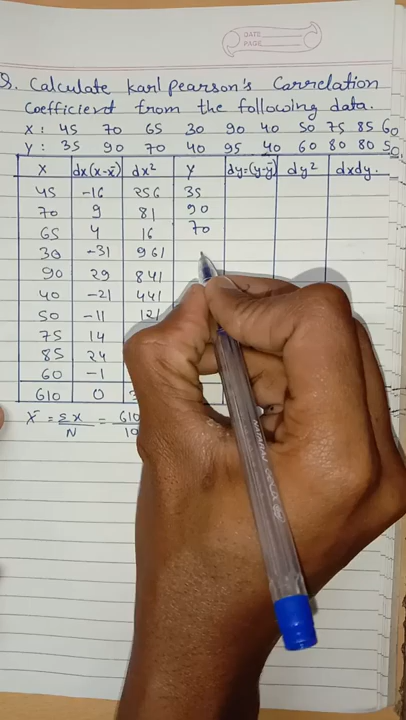 DATE
PAGE
Q. Calculate Karl pearson's Correlation
Coefficient from the following data.
X : 45 70 65 30 90 40 50 75 85 60
Y : 35 90 70 40 95 40 60 80 80 50
X dx(x-x̄) dx² Y dy=(y-ȳ) dy² dxdy.
45 -16 256 35
70 9 81 90
65 4 16 70
30 -31 961
90 29 841
40 -21 441
50 -11 121
75 14
85 24
60 -1
610 0 3
X̄ = ΣX/N = 610/10